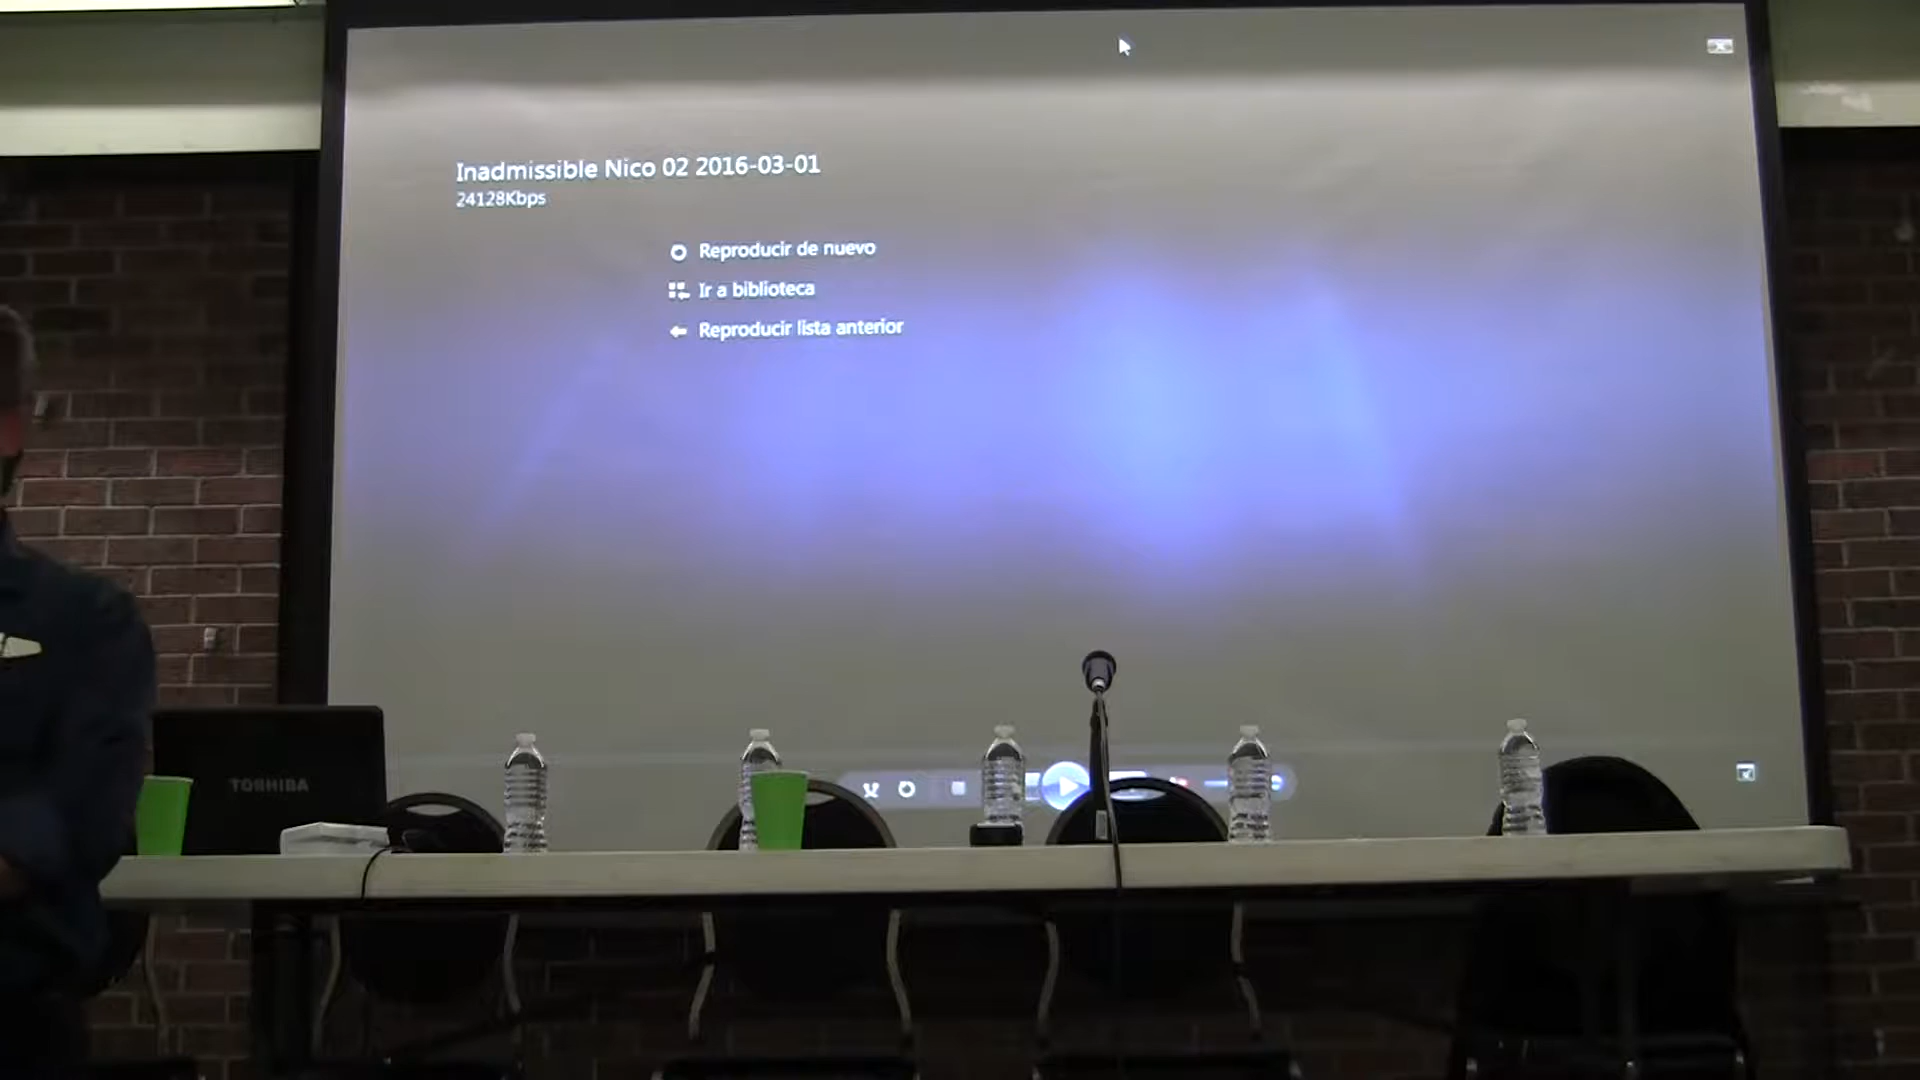 Inadmissible Nico 02 2016-03-01
24128Kbps
Reproducir de nuevo
Ir a biblioteca
Reproducir lista anterior
TOSHIBA